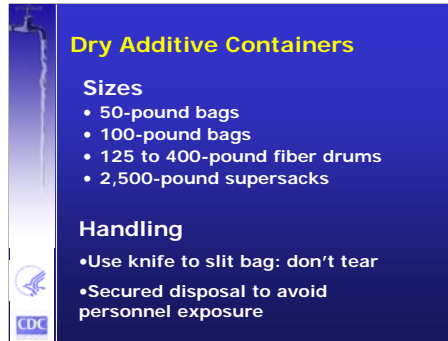 Dry Additive Containers
Sizes
• 50-pound bags
• 100-pound bags
• 125 to 400-pound fiber drums
• 2,500-pound supersacks
Handling
•Use knife to slit bag: don't tear
•Secured disposal to avoid
personnel exposure
CDC